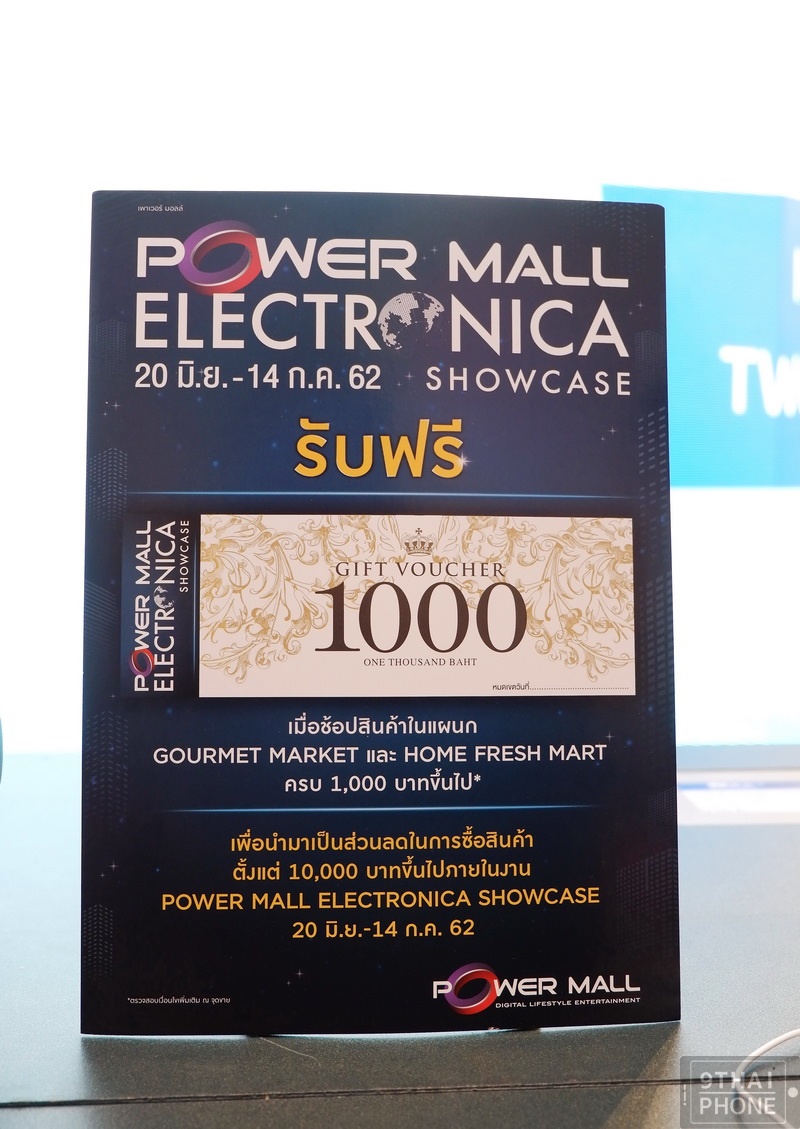 เพาเวอร์ มอลล์
POWER MALL
ELECTRONICA
20 มิ.ย.-14 ก.ค. 62 SHOWCASE
รับฟรี
POWER MALL
ELECTRONICA
SHOWCASE
GIFT VOUCHER
1000
ONE THOUSAND BAHT
หมดเขตวันที่..............................
เมื่อช้อปสินค้าในแผนก
GOURMET MARKET และ HOME FRESH MART
ครบ 1,000 บาทขึ้นไป*
เพื่อนำมาเป็นส่วนลดในการซื้อสินค้า
ตั้งแต่ 10,000 บาทขึ้นไปภายในงาน
POWER MALL ELECTRONICA SHOWCASE
20 มิ.ย.-14 ก.ค. 62
*ตรวจสอบเงื่อนไขเพิ่มเติม ณ จุดขาย
POWER MALL
DIGITAL LIFESTYLE ENTERTAINMENT
TW
9THAI
PHONE